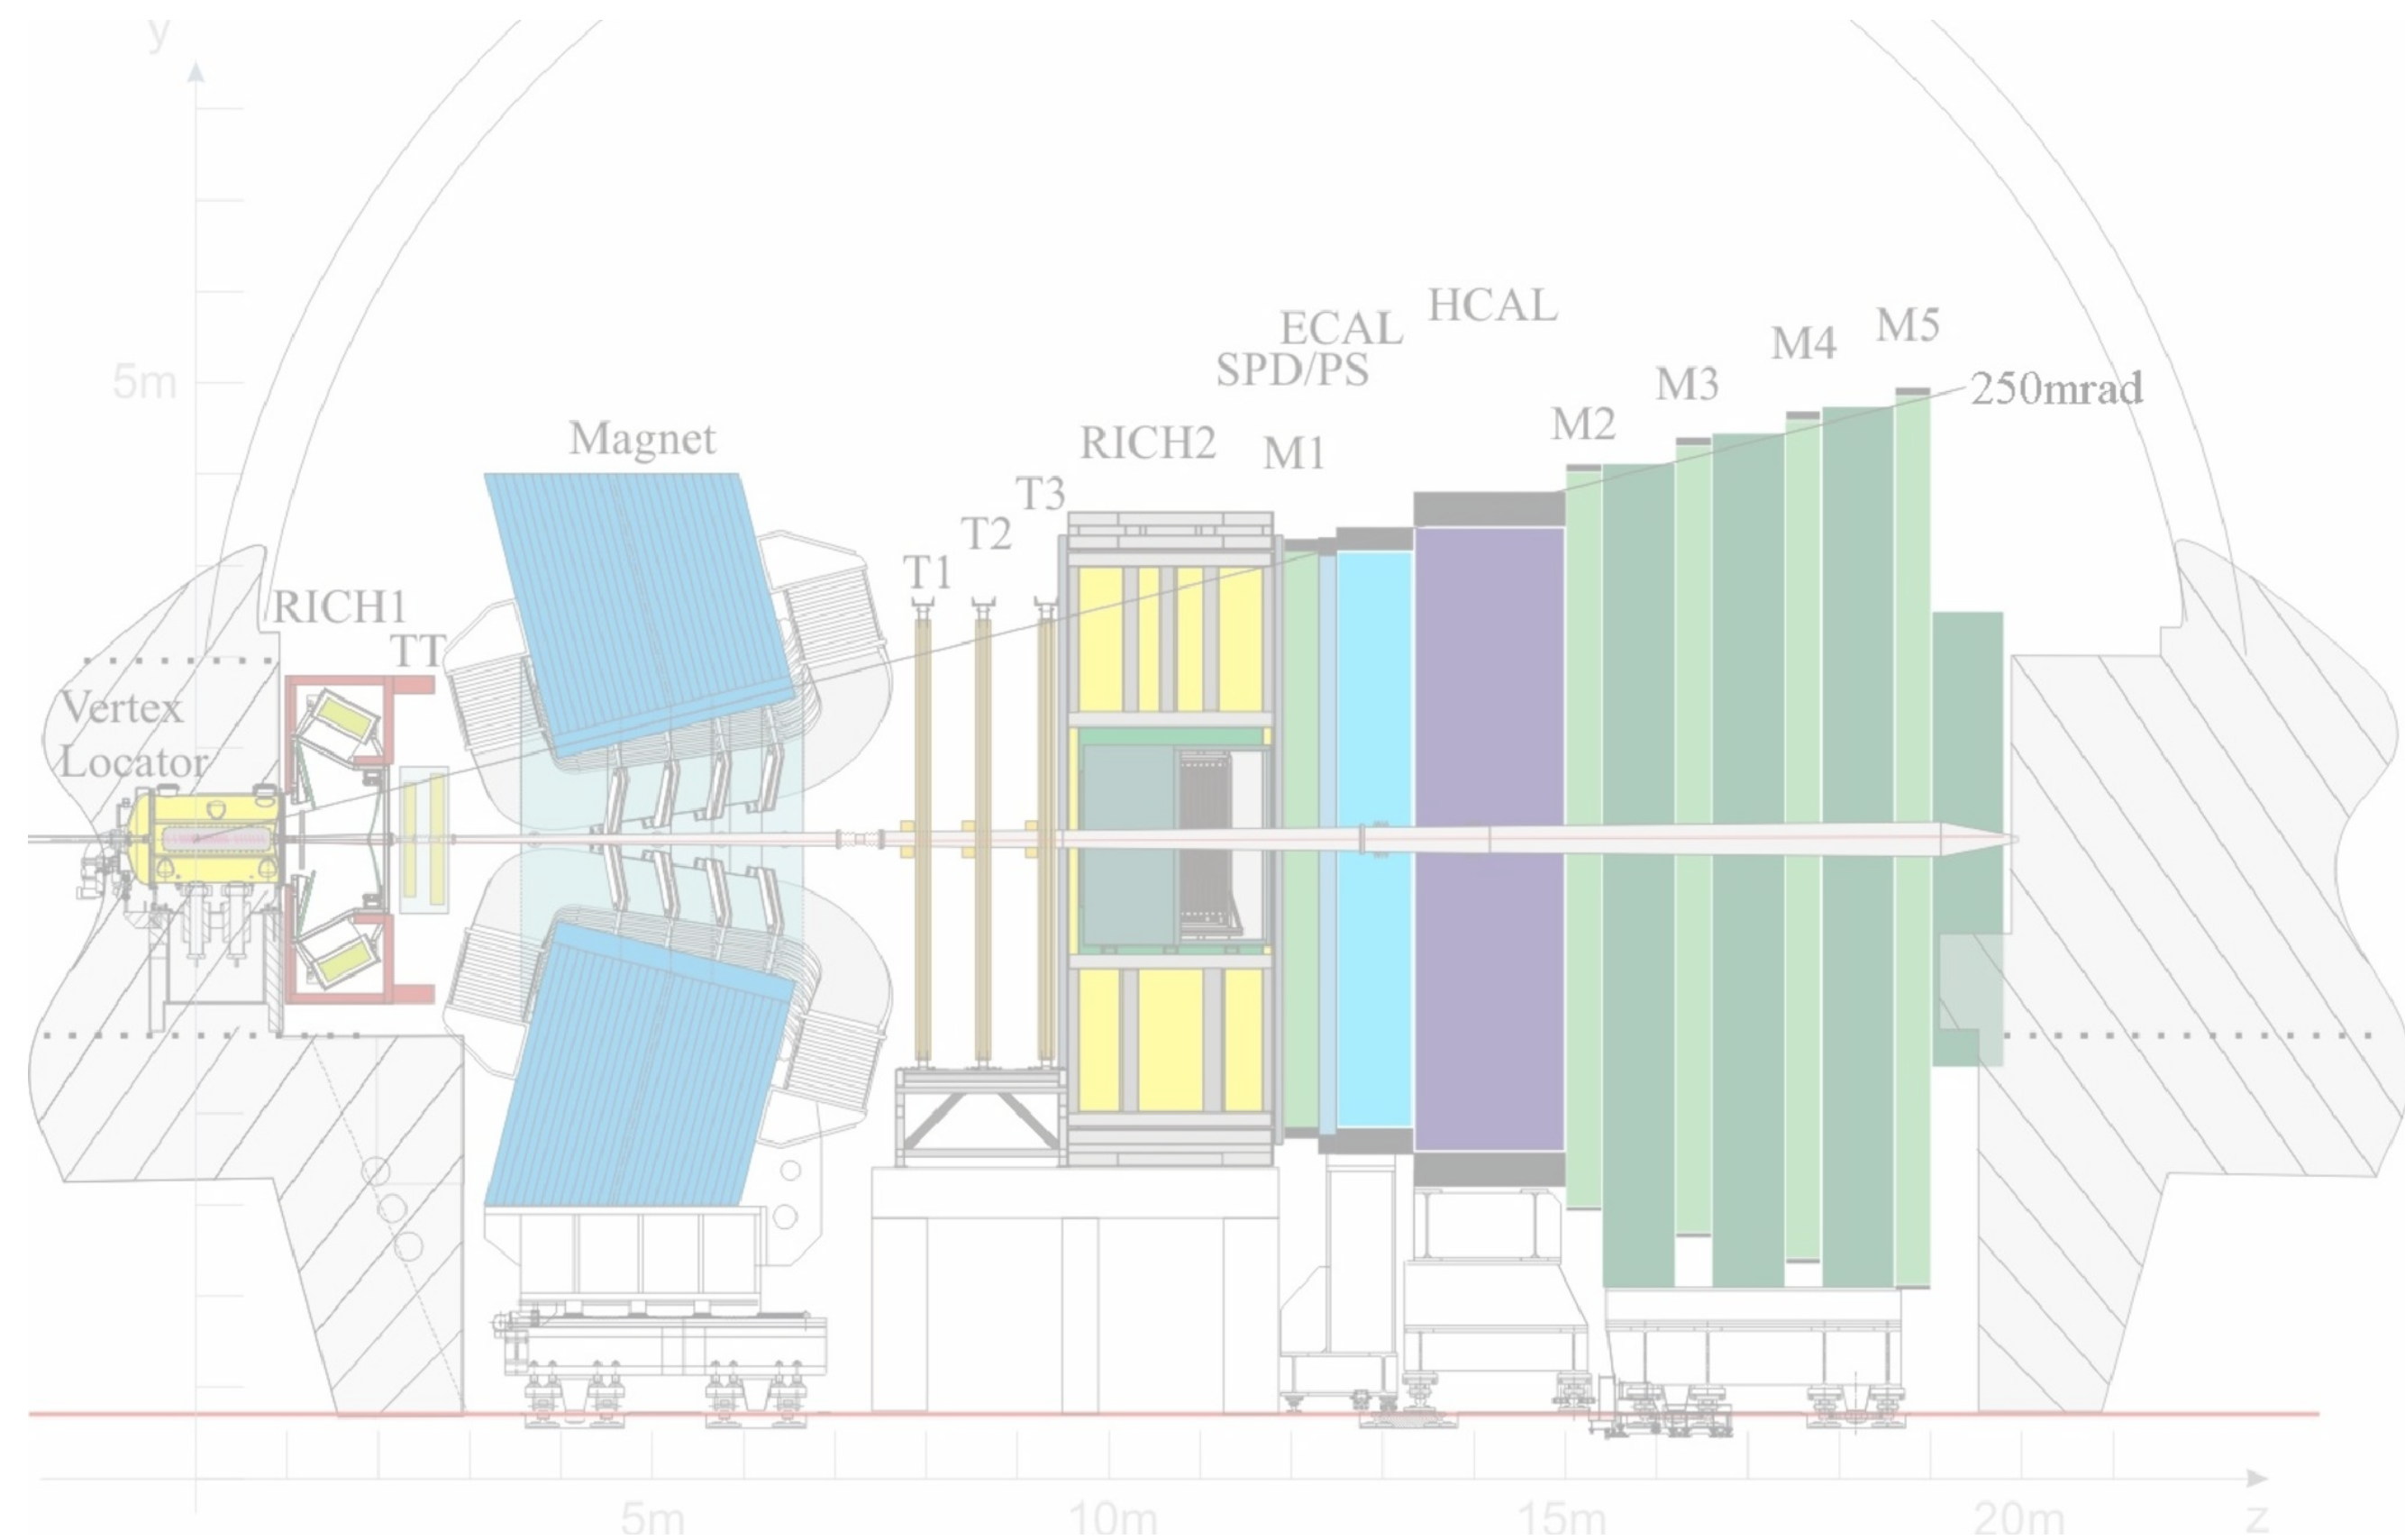 y
HCAL
ECAL
M5
SPD/PS
M4
M3
250mrad
5m
M2
Magnet
RICH2
M1
T3
T2
T1
RICH1
TT
Vertex
Locator
5m
10m
15m
20m
z